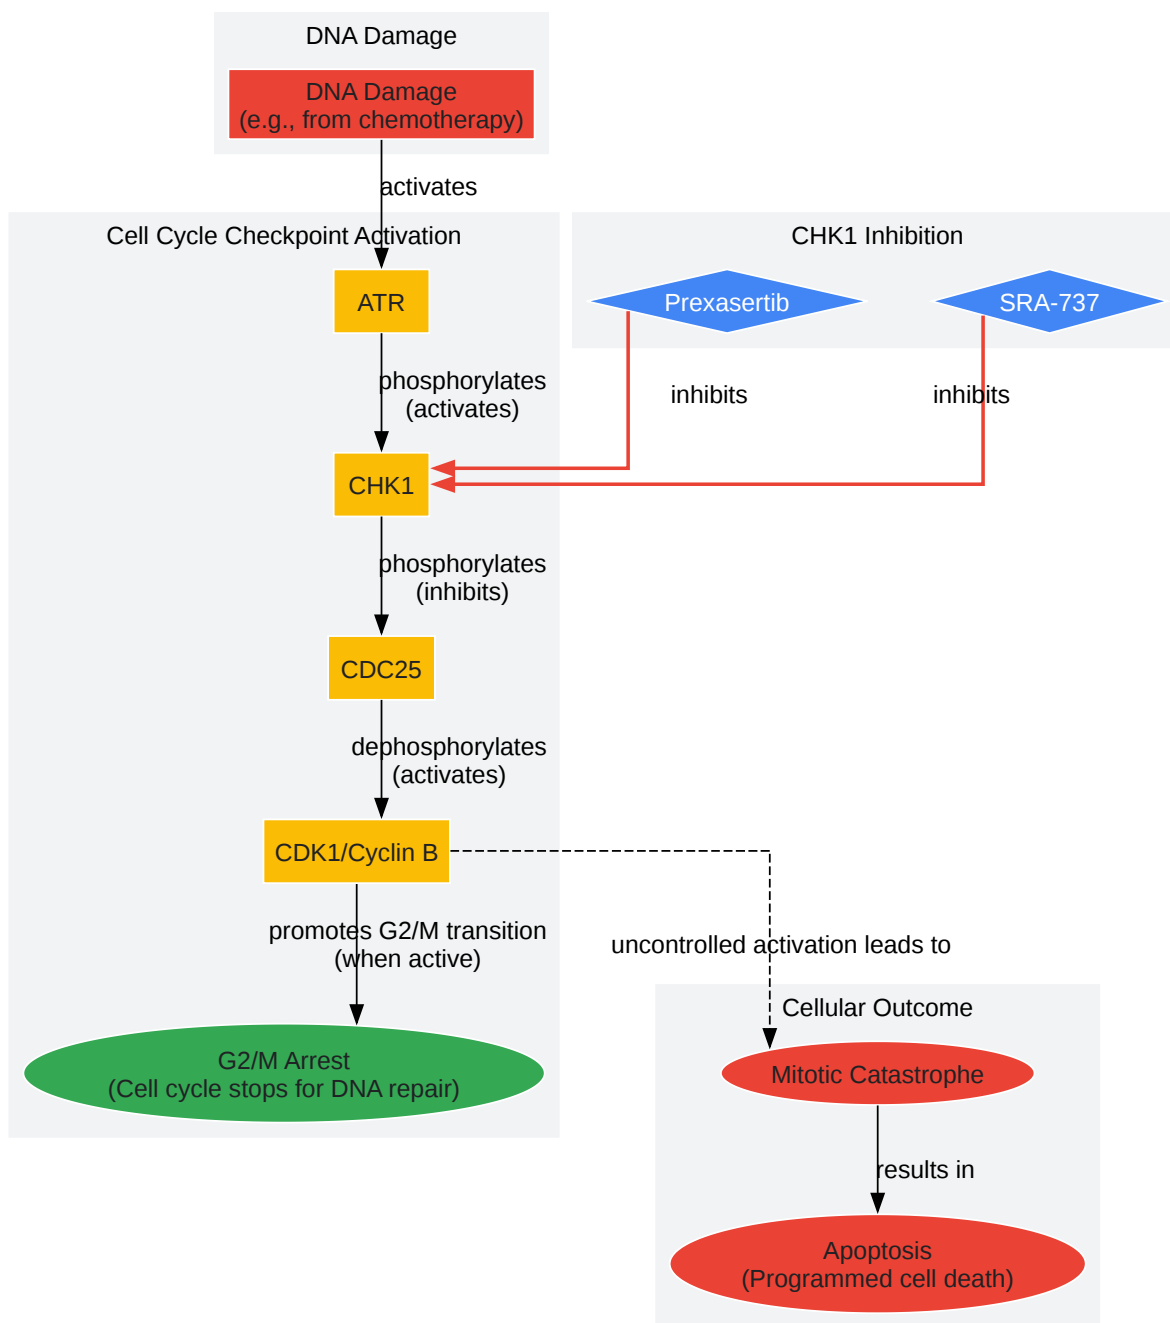 DNA Damage
DNA Damage
(e.g., from chemotherapy)
activates
Cell Cycle Checkpoint Activation
CHK1 Inhibition
ATR
Prexasertib
SRA-737
phosphorylates
(activates)
inhibits
inhibits
CHK1
phosphorylates
(inhibits)
CDC25
dephosphorylates
(activates)
CDK1/Cyclin B
promotes G2/M transition
(when active)
uncontrolled activation leads to
Cellular Outcome
G2/M Arrest
(Cell cycle stops for DNA repair)
Mitotic Catastrophe
results in
Apoptosis
(Programmed cell death)